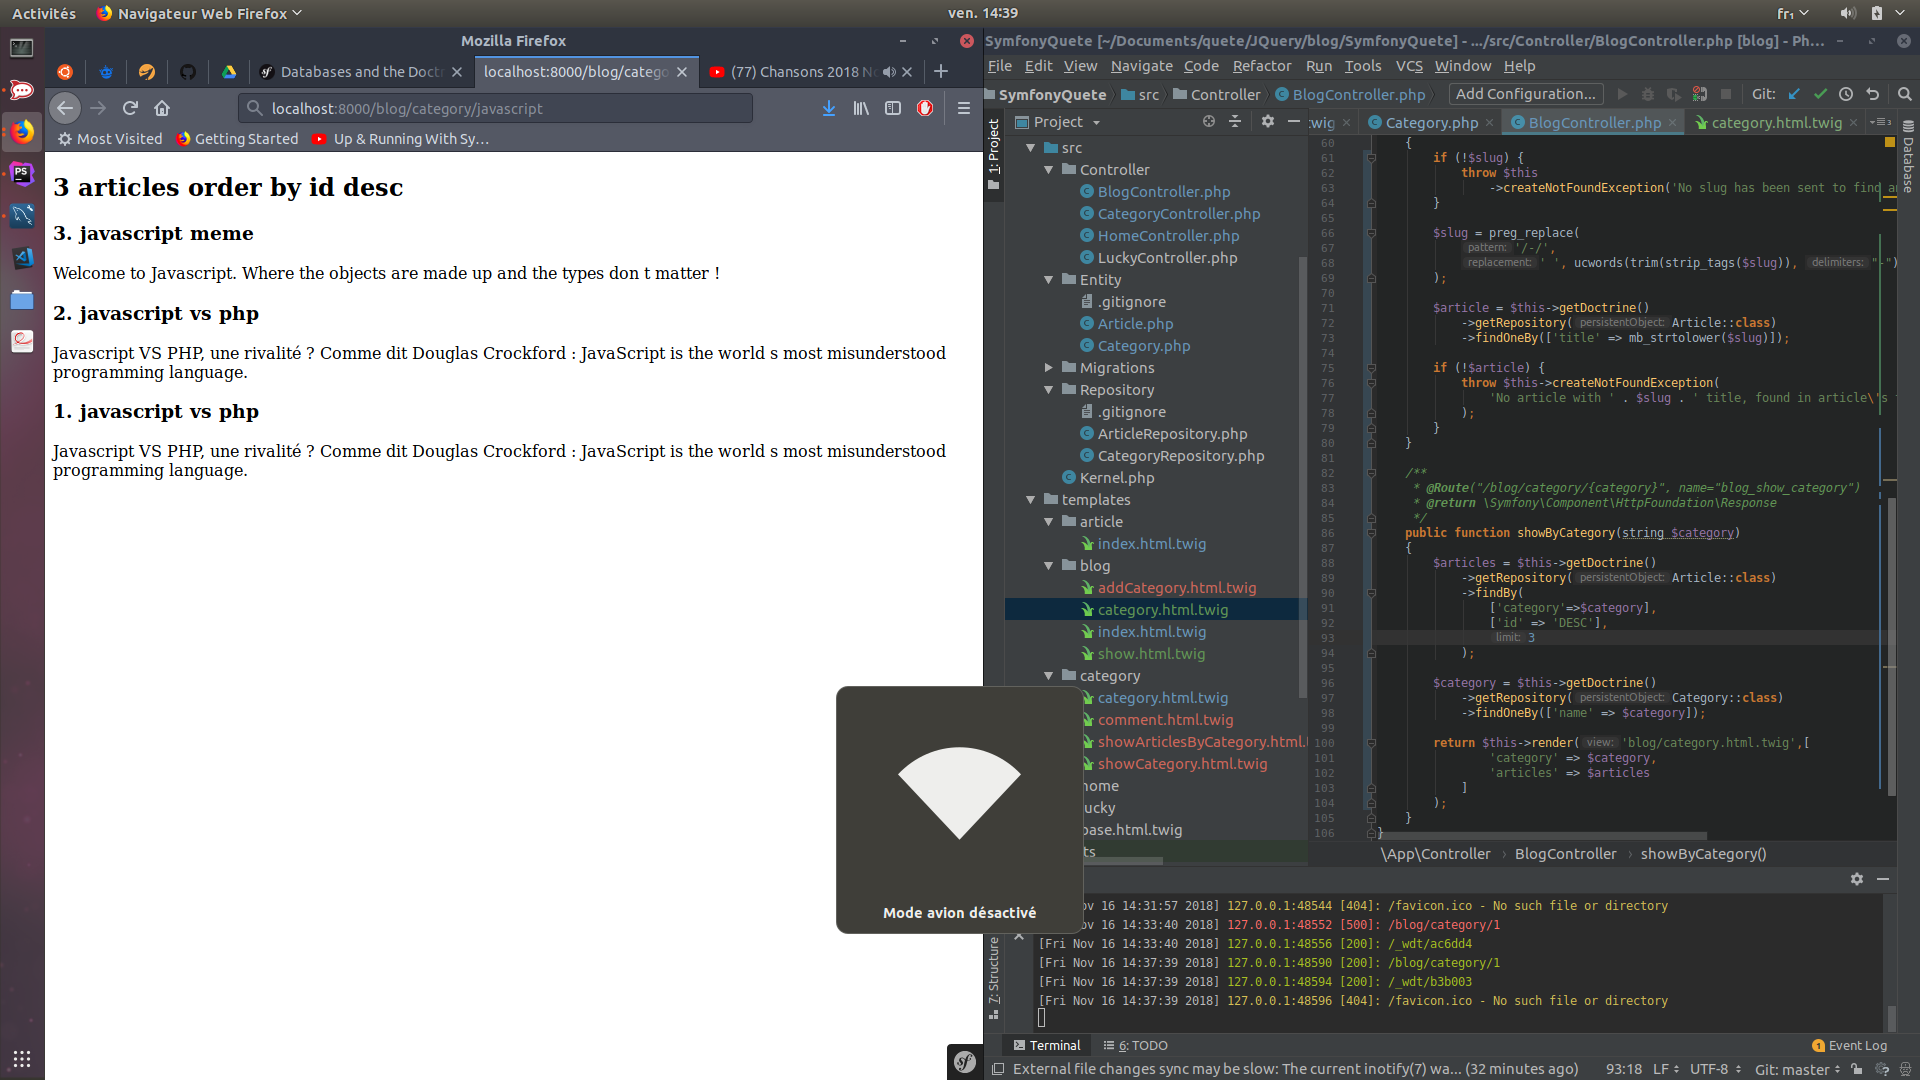 Activités
Navigateur Web Firefox
ven. 14:39
fr₁
Mozilla Firefox
Databases and the Doctr
localhost:8000/blog/catego
(77) Chansons 2018 No
localhost:8000/blog/category/javascript
Most Visited
Getting Started
Up & Running With Sy…
3 articles order by id desc
3. javascript meme
Welcome to Javascript. Where the objects are made up and the types don t matter !
2. javascript vs php
Javascript VS PHP, une rivalité ? Comme dit Douglas Crockford : JavaScript is the world s most misunderstood
programming language.
1. javascript vs php
Javascript VS PHP, une rivalité ? Comme dit Douglas Crockford : JavaScript is the world s most misunderstood
programming language.
Mode avion désactivé
SymfonyQuete [~/Documents/quete/JQuery/blog/SymfonyQuete] - .../src/Controller/BlogController.php [blog] - Ph...
File Edit View Navigate Code Refactor Run Tools VCS Window Help
SymfonyQuete
src
Controller
BlogController.php
Add Configuration...
Git:
1: Project
7: Structure
Project
src
Controller
BlogController.php
CategoryController.php
HomeController.php
LuckyController.php
Entity
.gitignore
Article.php
Category.php
Migrations
Repository
.gitignore
ArticleRepository.php
CategoryRepository.php
Kernel.php
templates
article
index.html.twig
blog
addCategory.html.twig
category.html.twig
index.html.twig
show.html.twig
category
category.html.twig
comment.html.twig
showArticlesByCategory.html.
showCategory.html.twig
home
ucky
base.html.twig
ts
twig
Category.php
BlogController.php
category.html.twig
Database
60 {
61 if (!$slug) {
62 throw $this
63 ->createNotFoundException('No slug has been sent to find a
64 }
65
66 $slug = preg_replace(
67 pattern: '/-/',
68 replacement: ' ', ucwords(trim(strip_tags($slug)), delimiters: "-")
69 );
70
71 $article = $this->getDoctrine()
72 ->getRepository( persistentObject: Article::class)
73 ->findOneBy(['title' => mb_strtolower($slug)]);
74
75 if (!$article) {
76 throw $this->createNotFoundException(
77 'No article with ' . $slug . ' title, found in article\'s
78 );
79 }
80 }
81
82 /**
83 * @Route("/blog/category/{category}", name="blog_show_category")
84 * @return \Symfony\Component\HttpFoundation\Response
85 */
86 public function showByCategory(string $category)
87 {
88 $articles = $this->getDoctrine()
89 ->getRepository( persistentObject: Article::class)
90 ->findBy(
91 ['category'=>$category],
92 ['id' => 'DESC'],
93 limit: 3
94 );
95
96 $category = $this->getDoctrine()
97 ->getRepository( persistentObject: Category::class)
98 ->findOneBy(['name' => $category]);
99
100 return $this->render( view: 'blog/category.html.twig',[
101 'category' => $category,
102 'articles' => $articles
103 ]
104 );
105 }
106 }
\App\Controller › BlogController › showByCategory()
ov 16 14:31:57 2018] 127.0.0.1:48544 [404]: /favicon.ico - No such file or directory
ov 16 14:33:40 2018] 127.0.0.1:48552 [500]: /blog/category/1
[Fri Nov 16 14:33:40 2018] 127.0.0.1:48556 [200]: /_wdt/ac6dd4
[Fri Nov 16 14:37:39 2018] 127.0.0.1:48590 [200]: /blog/category/1
[Fri Nov 16 14:37:39 2018] 127.0.0.1:48594 [200]: /_wdt/b3b003
[Fri Nov 16 14:37:39 2018] 127.0.0.1:48596 [404]: /favicon.ico - No such file or directory
Terminal
6: TODO
1 Event Log
External file changes sync may be slow: The current inotify(7) wa... (32 minutes ago)
93:18 LF UTF-8 Git: master